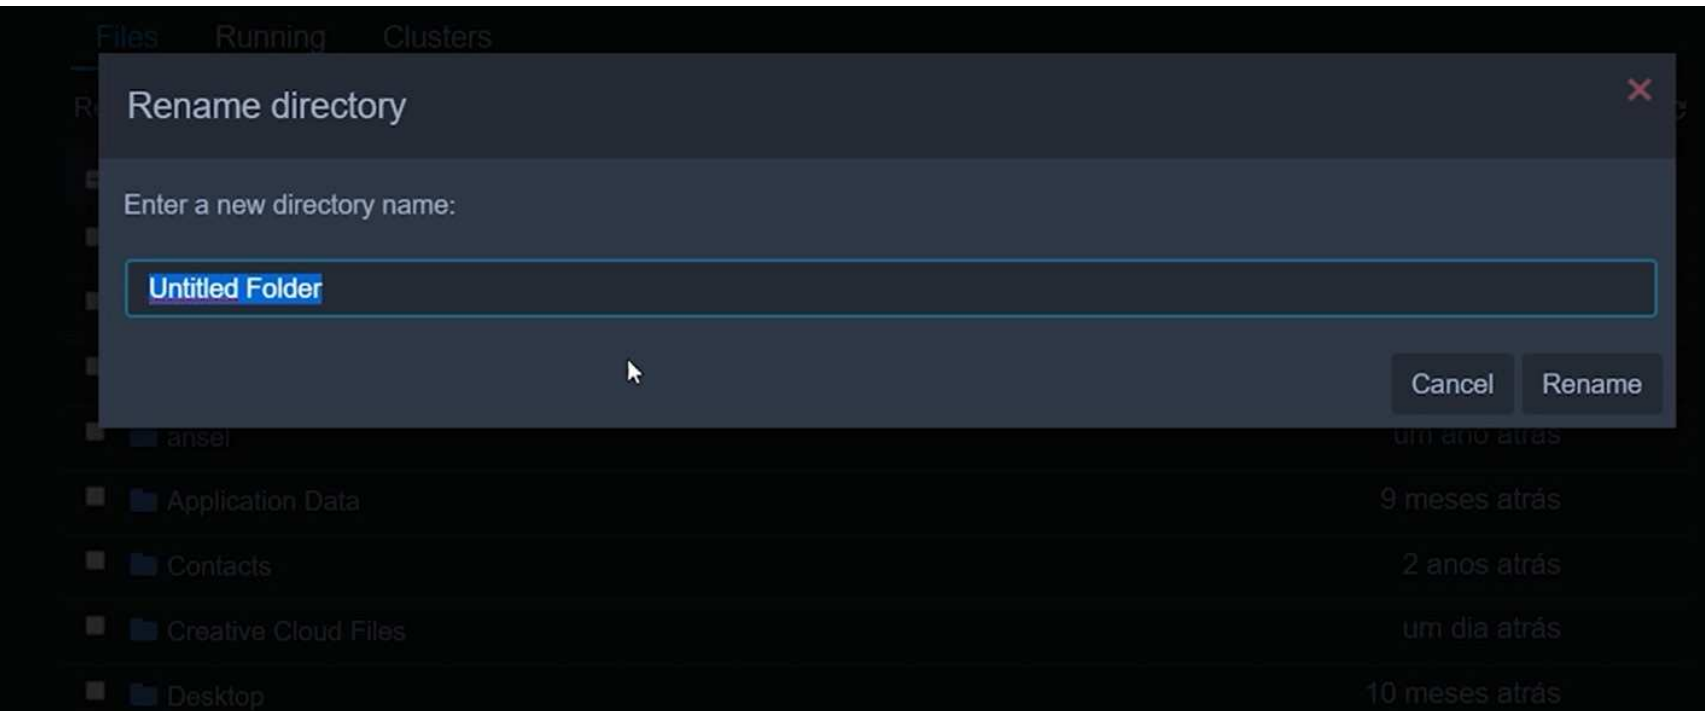 Files Running Clusters
Rename directory
Enter a new directory name:
Untitled Folder
Cancel Rename
ansel um ano atrás
Application Data 9 meses atrás
Contacts 2 anos atrás
Creative Cloud Files um dia atrás
Desktop 10 meses atrás